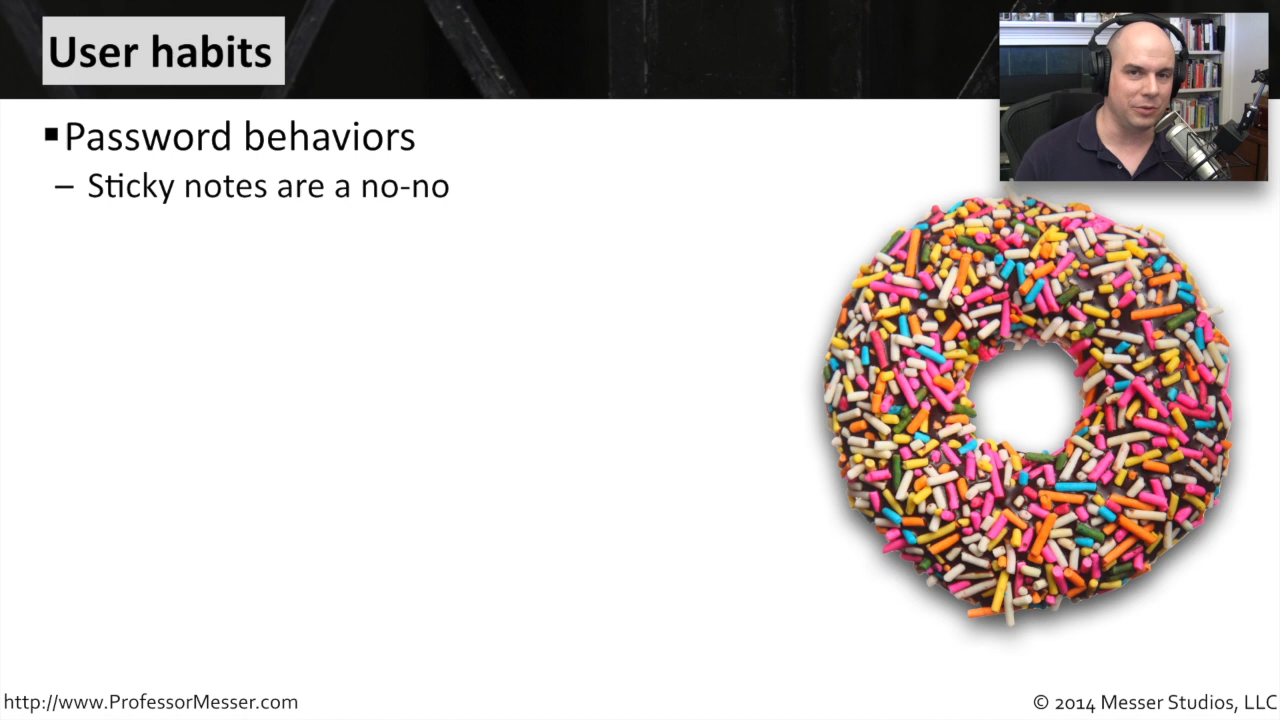 User habits
▪Password behaviors
– Sticky notes are a no-no
http://www.ProfessorMesser.com
© 2014 Messer Studios, LLC